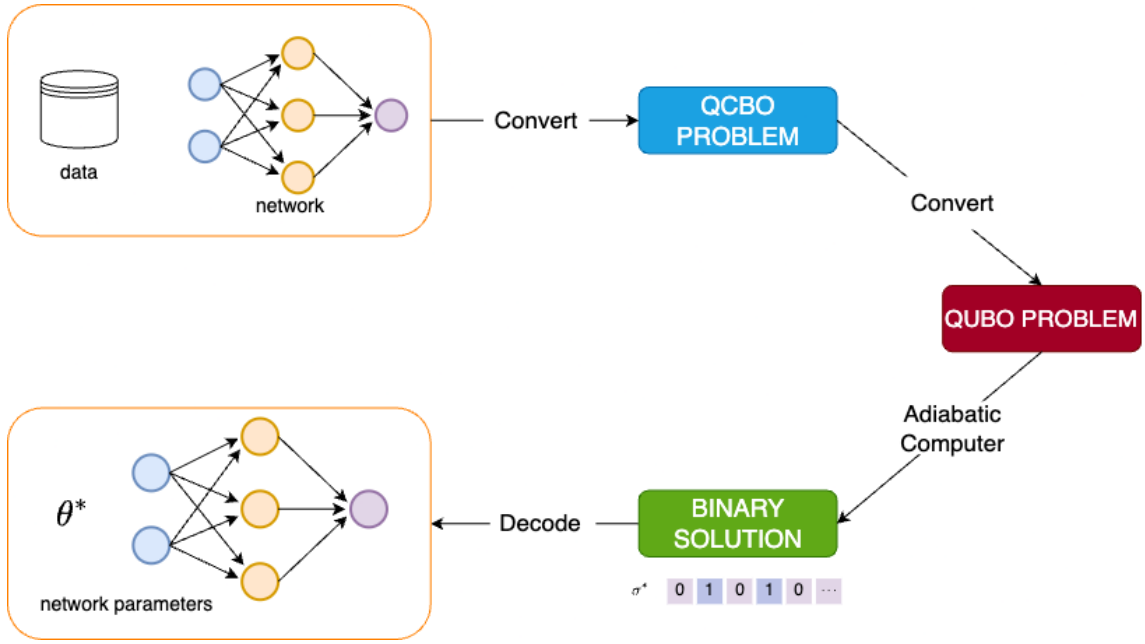 data
network
Convert
QCBO
PROBLEM
Convert
QUBO PROBLEM
Adiabatic
Computer
BINARY
SOLUTION
σ* 0 1 0 1 0 ...
Decode
θ*
network parameters